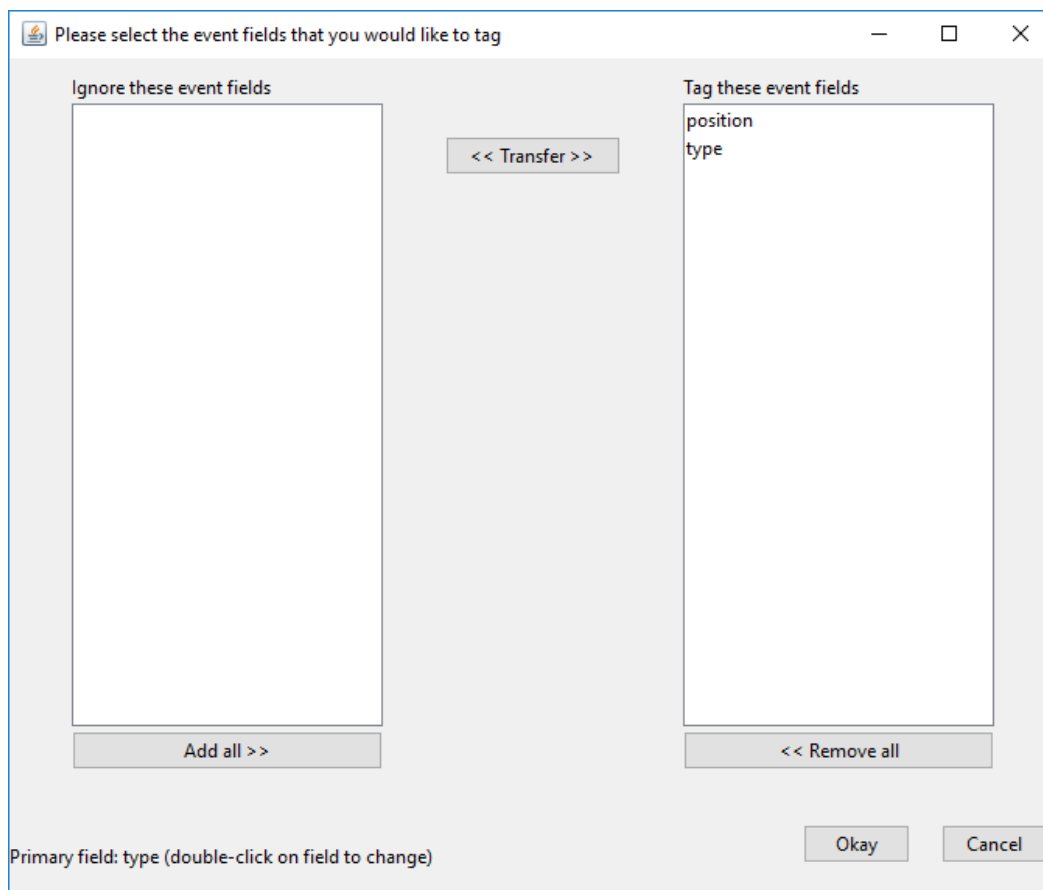 Please select the event fields that you would like to tag
Ignore these event fields
Tag these event fields
position
type
<< Transfer >>
Add all >>
<< Remove all
Okay
Cancel
Primary field: type (double-click on field to change)